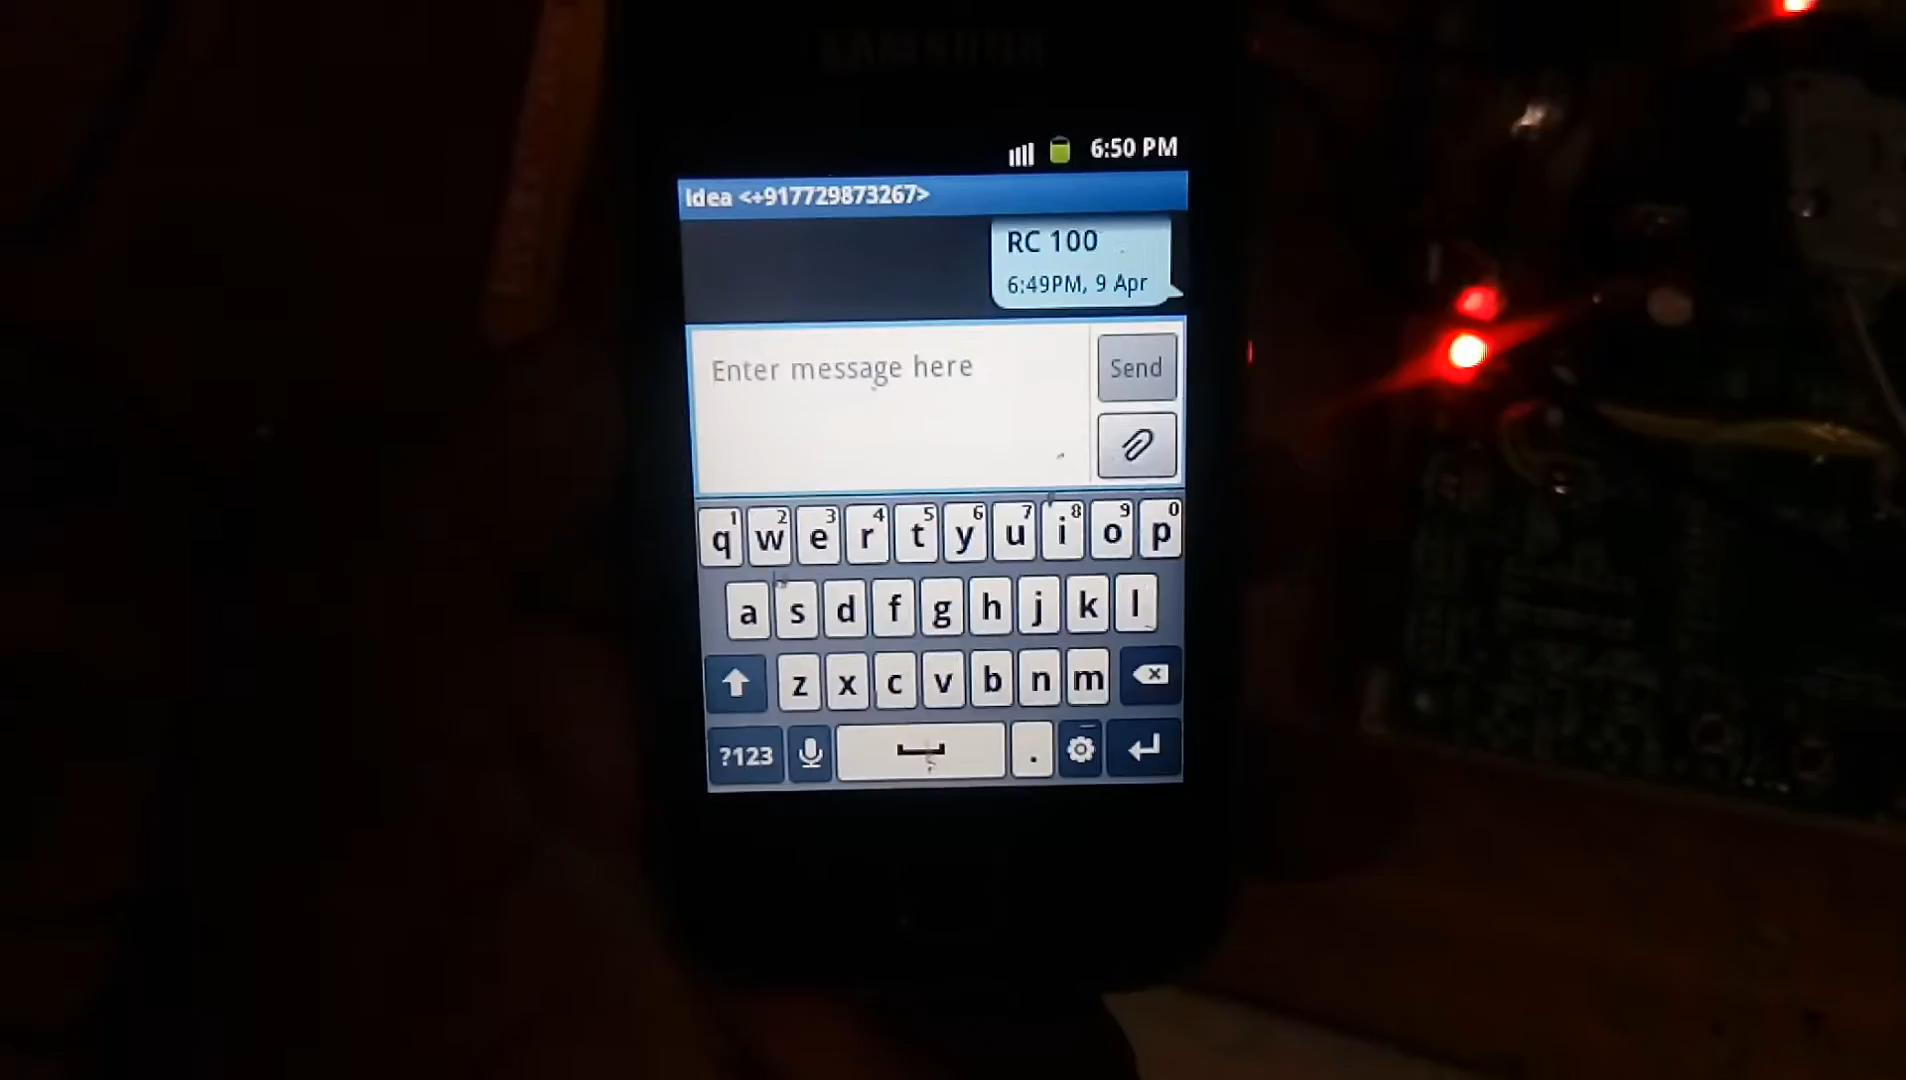 SAMSUNG
6:50 PM
Idea <+917729873267>
RC 100
6:49PM, 9 Apr
Enter message here
Send
1 2 3 4 5 6 7 8 9 0
q w e r t y u i o p
a s d f g h j k l
z x c v b n m
?123 .